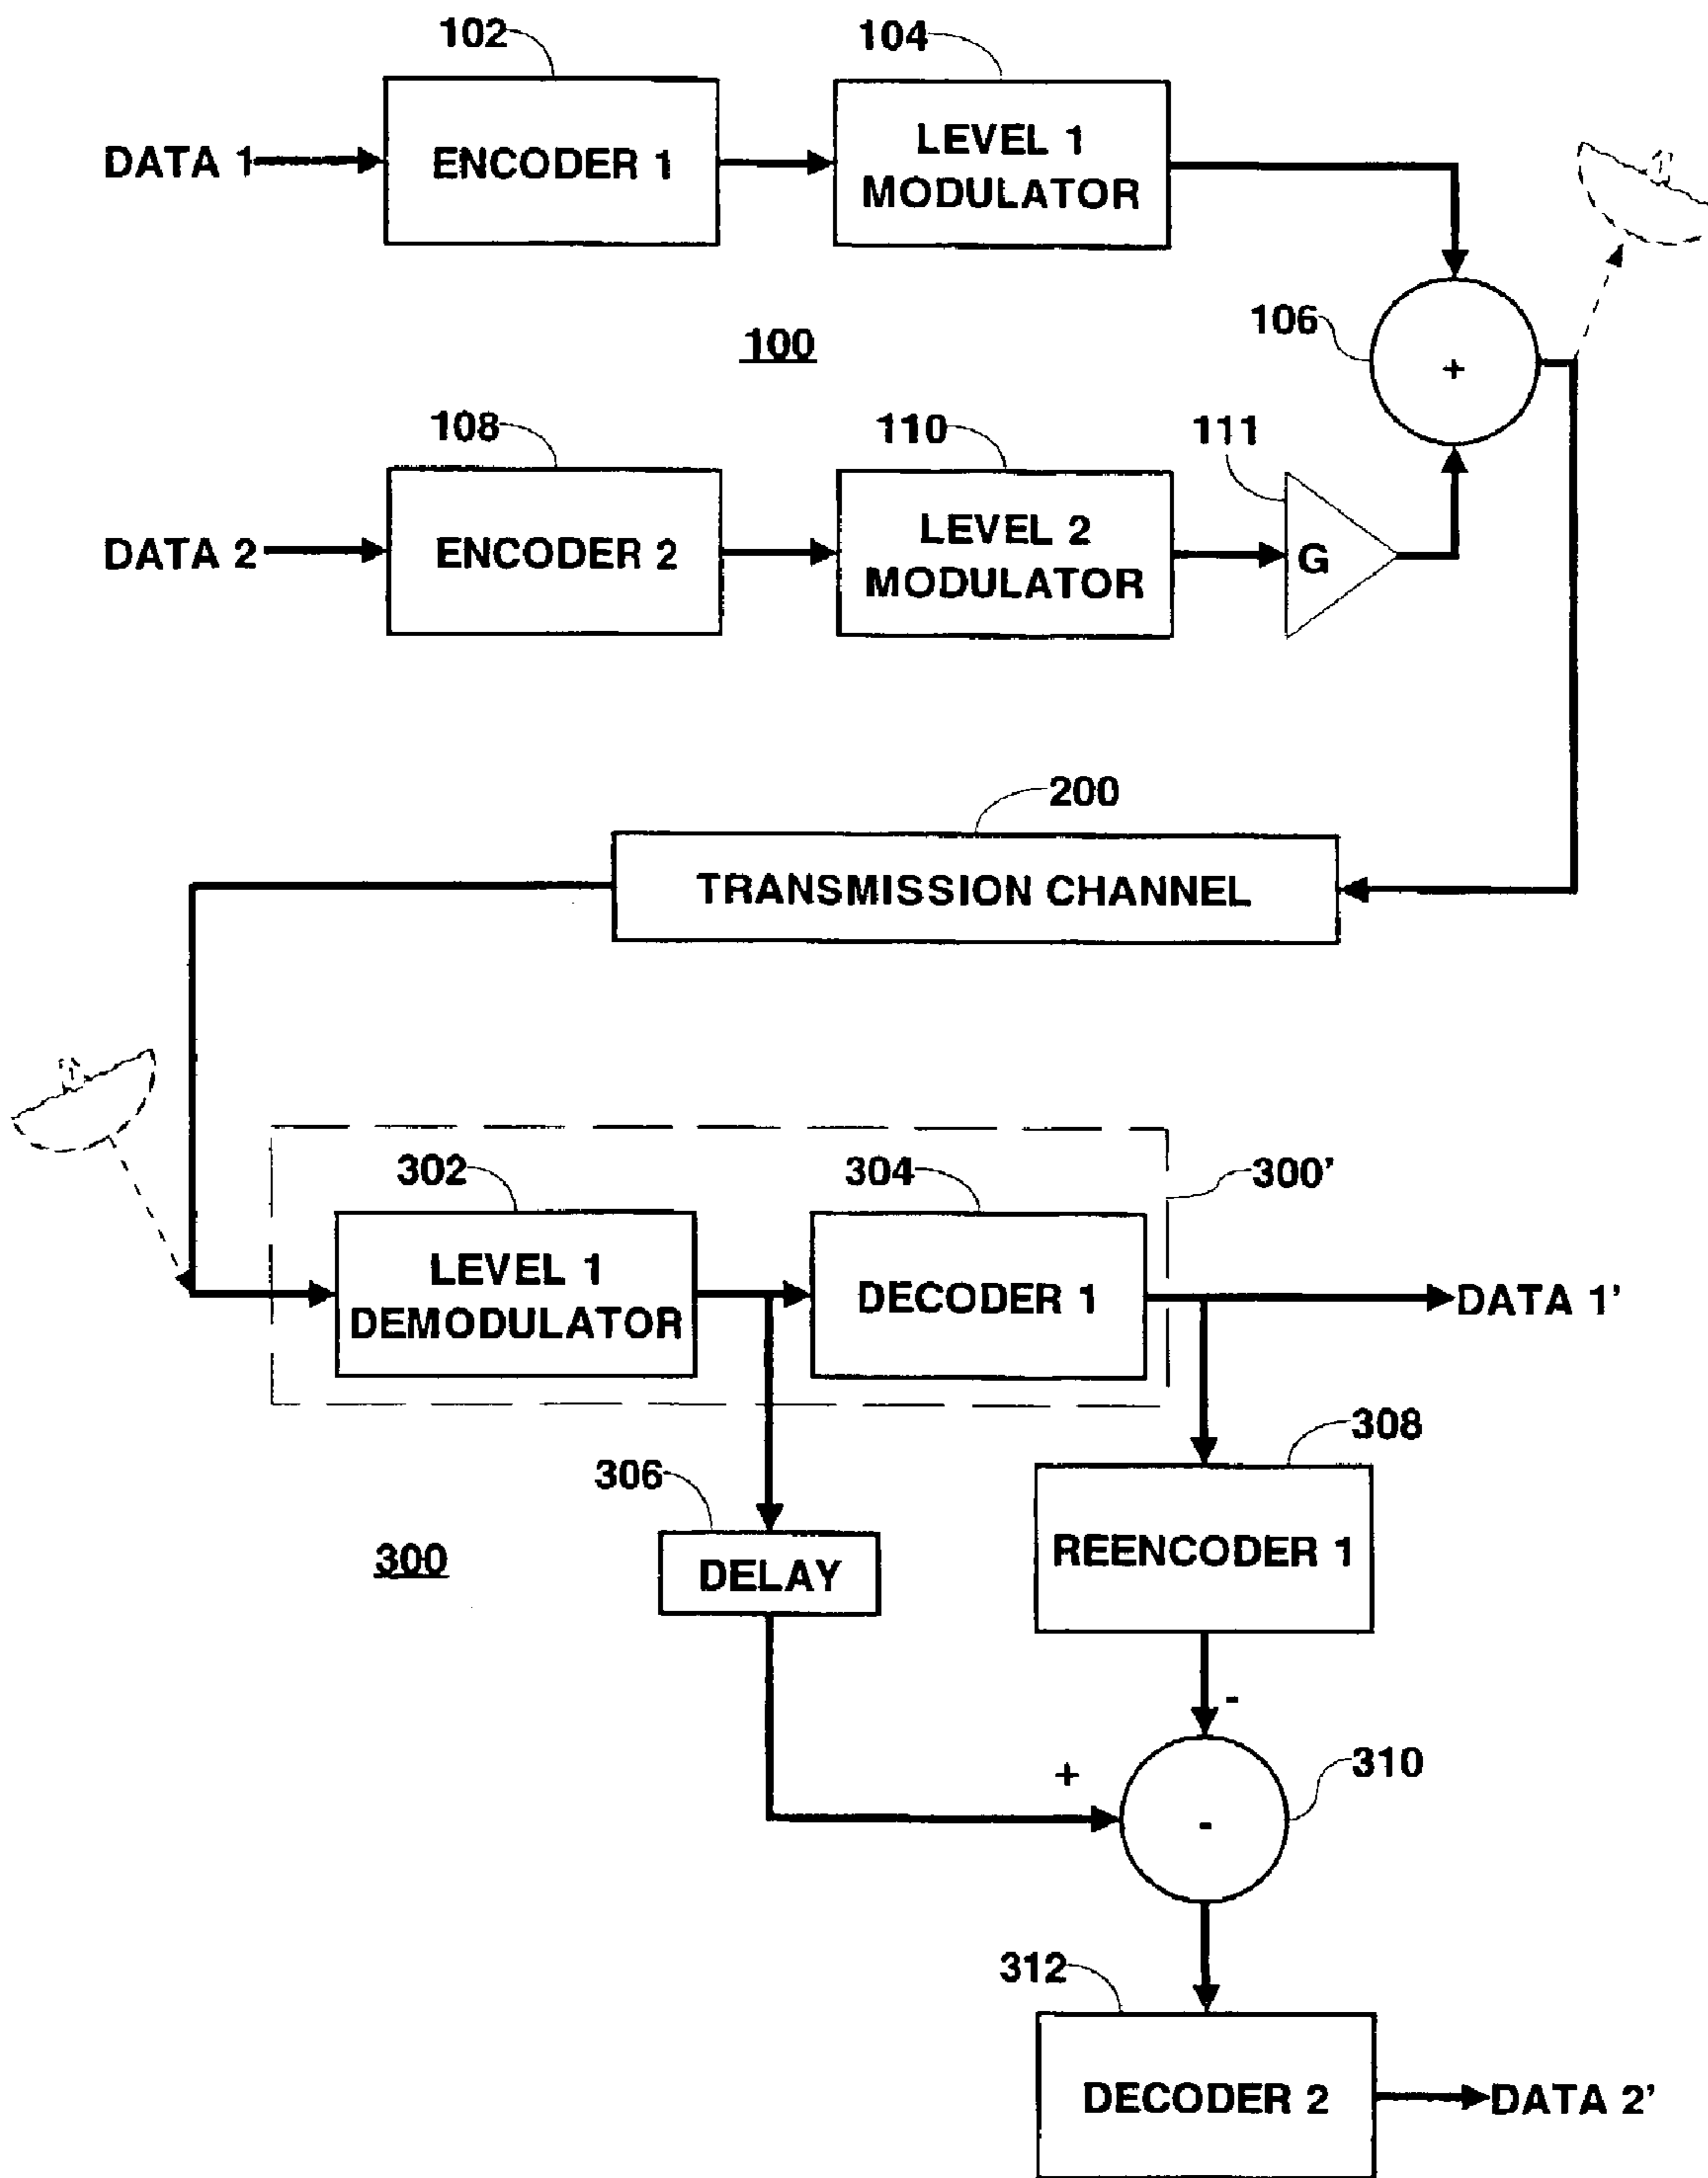 102
104
DATA 1
ENCODER 1
LEVEL 1
MODULATOR
106
+
100
108
110
111
DATA 2
ENCODER 2
LEVEL 2
MODULATOR
G
200
TRANSMISSION CHANNEL
302
304
300'
LEVEL 1
DEMODULATOR
DECODER 1
DATA 1'
308
306
300
DELAY
REENCODER 1
-
+
310
-
312
DECODER 2
DATA 2'